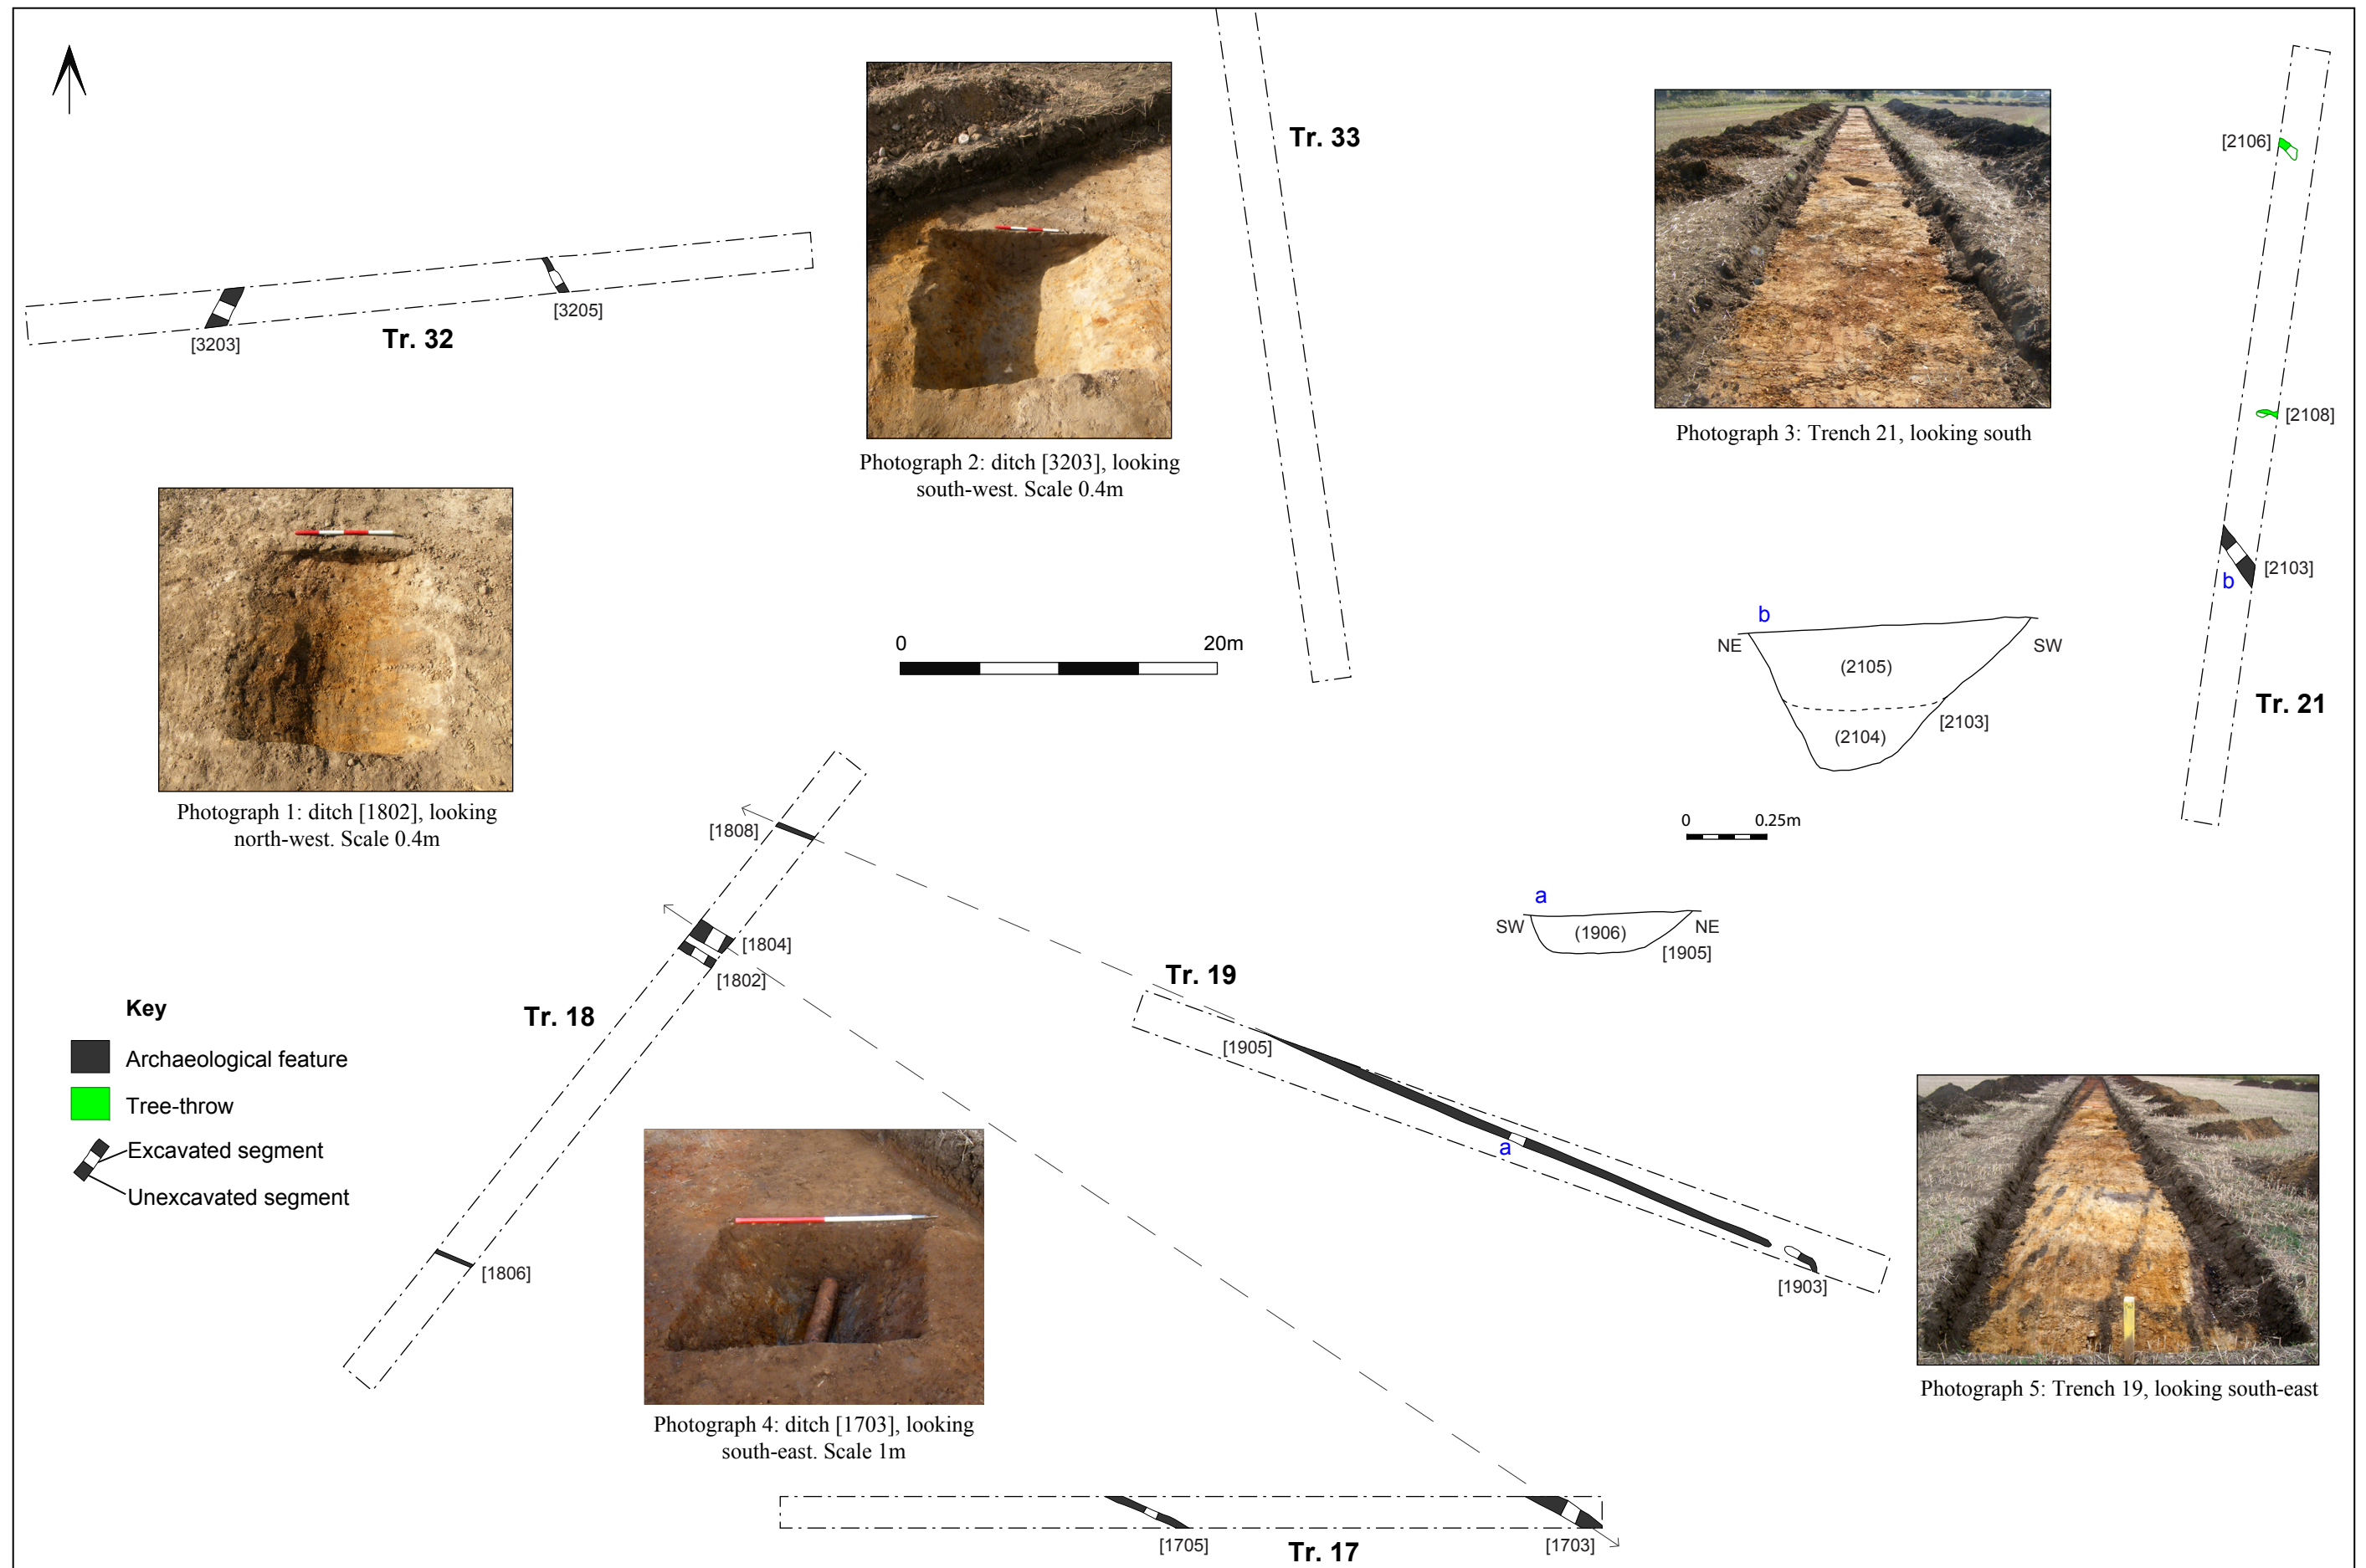 Tr. 33
[2106]
[3205]
[3203]
Tr. 32
[2108]
Photograph 3: Trench 21, looking south
Photograph 2: ditch [3203], looking
south-west. Scale 0.4m
[2103]
b
b
NE
SW
(2105)
[2103]
(2104)
0
20m
Tr. 21
Photograph 1: ditch [1802], looking
north-west. Scale 0.4m
0
0.25m
[1808]
a
SW
NE
(1906)
[1905]
[1804]
[1802]
Tr. 18
Tr. 19
[1905]
a
[1903]
Key
Archaeological feature
Tree-throw
Excavated segment
Unexcavated segment
[1806]
Photograph 5: Trench 19, looking south-east
Photograph 4: ditch [1703], looking
south-east. Scale 1m
[1705]
Tr. 17
[1703]